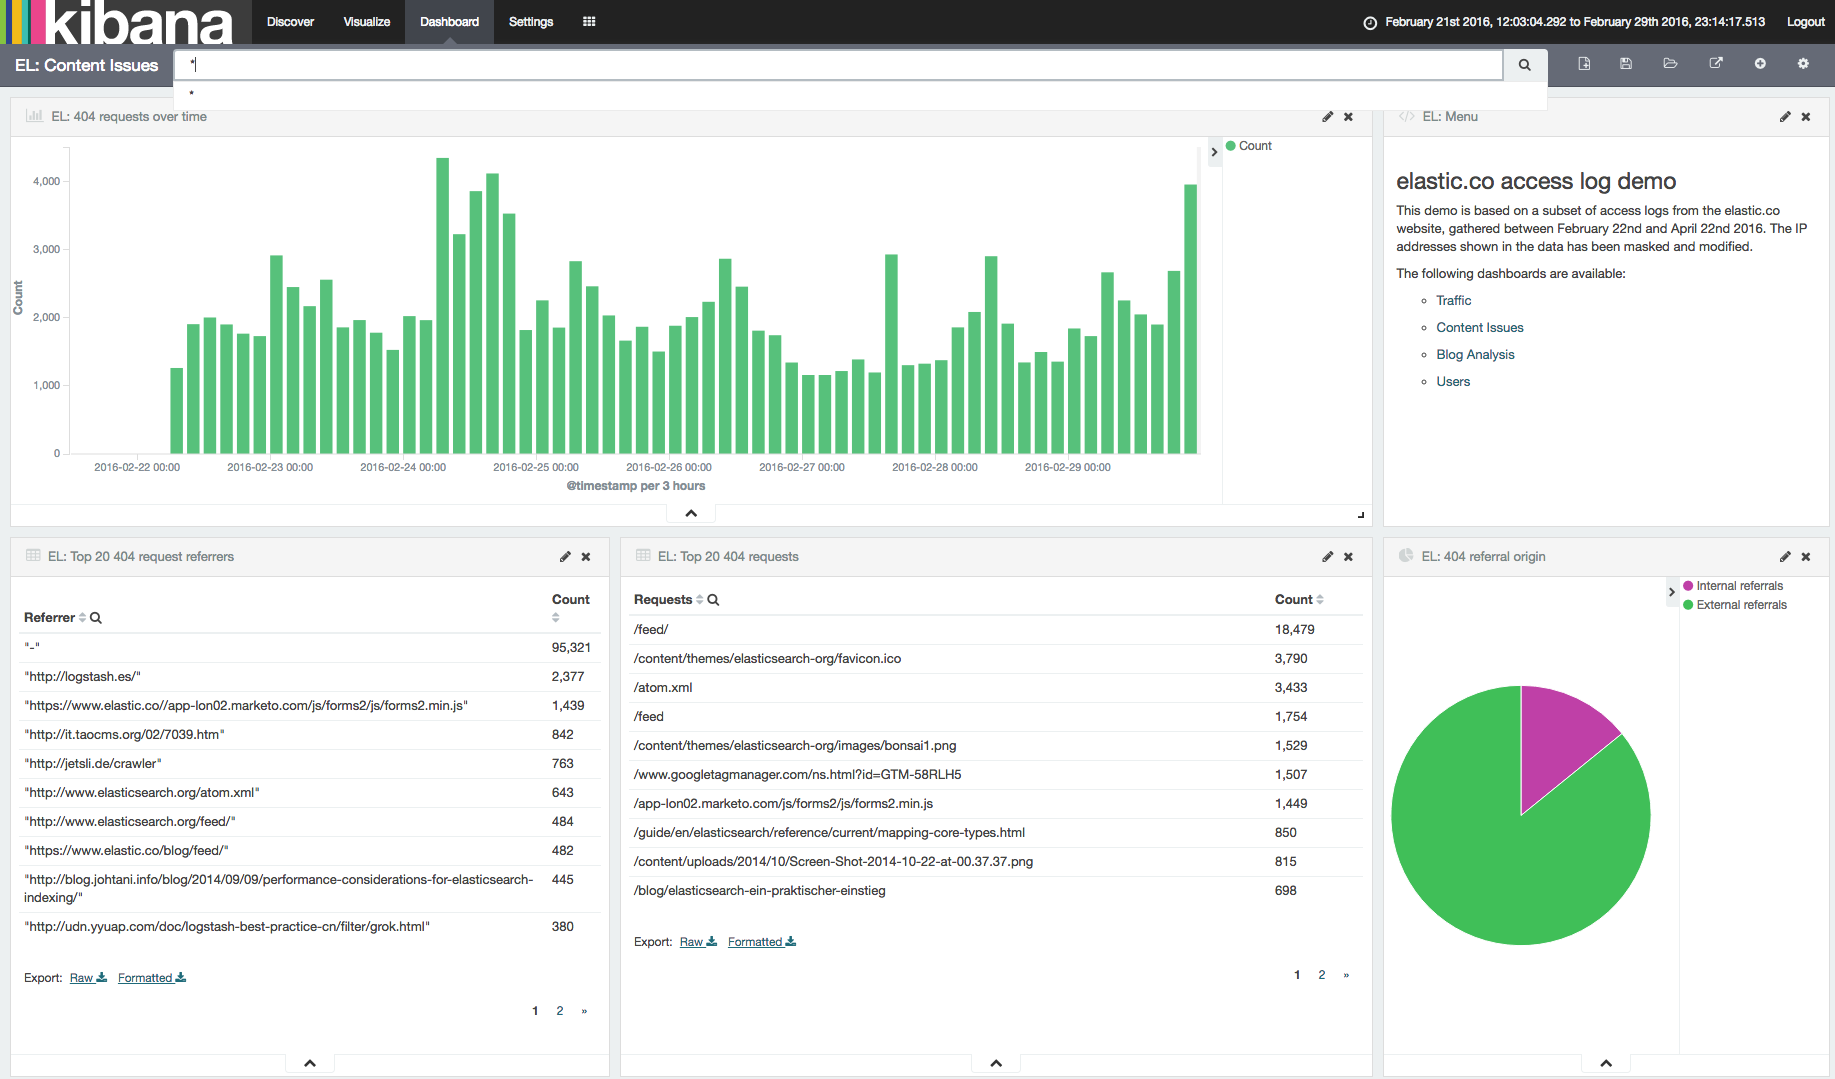 kibana
Discover
Visualize
Dashboard
Settings
February 21st 2016, 12:03:04.292 to February 29th 2016, 23:14:17.513
Logout
EL: Content Issues
*
*
EL: 404 requests over time
Count
4,000
3,000
2,000
1,000
0
Count
2016-02-22 00:00
2016-02-23 00:00
2016-02-24 00:00
2016-02-25 00:00
2016-02-26 00:00
2016-02-27 00:00
2016-02-28 00:00
2016-02-29 00:00
@timestamp per 3 hours
EL: Menu
elastic.co access log demo
This demo is based on a subset of access logs from the elastic.co
website, gathered between February 22nd and April 22nd 2016. The IP
addresses shown in the data has been masked and modified.
The following dashboards are available:
Traffic
Content Issues
Blog Analysis
Users
EL: Top 20 404 request referrers
Referrer Count
"-" 95,321
"http://logstash.es/" 2,377
"https://www.elastic.co//app-lon02.marketo.com/js/forms2/js/forms2.min.js" 1,439
"http://it.taocms.org/02/7039.htm" 842
"http://jetsli.de/crawler" 763
"http://www.elasticsearch.org/atom.xml" 643
"http://www.elasticsearch.org/feed/" 484
"https://www.elastic.co/blog/feed/" 482
"http://blog.johtani.info/blog/2014/09/09/performance-considerations-for-elasticsearch- 445
indexing/"
"http://udn.yyuap.com/doc/logstash-best-practice-cn/filter/grok.html" 380
Export: Raw Formatted
1 2 »
EL: Top 20 404 requests
Requests Count
/feed/ 18,479
/content/themes/elasticsearch-org/favicon.ico 3,790
/atom.xml 3,433
/feed 1,754
/content/themes/elasticsearch-org/images/bonsai1.png 1,529
/www.googletagmanager.com/ns.html?id=GTM-58RLH5 1,507
/app-lon02.marketo.com/js/forms2/js/forms2.min.js 1,449
/guide/en/elasticsearch/reference/current/mapping-core-types.html 850
/content/uploads/2014/10/Screen-Shot-2014-10-22-at-00.37.37.png 815
/blog/elasticsearch-ein-praktischer-einstieg 698
Export: Raw Formatted
1 2 »
EL: 404 referral origin
Internal referrals
External referrals